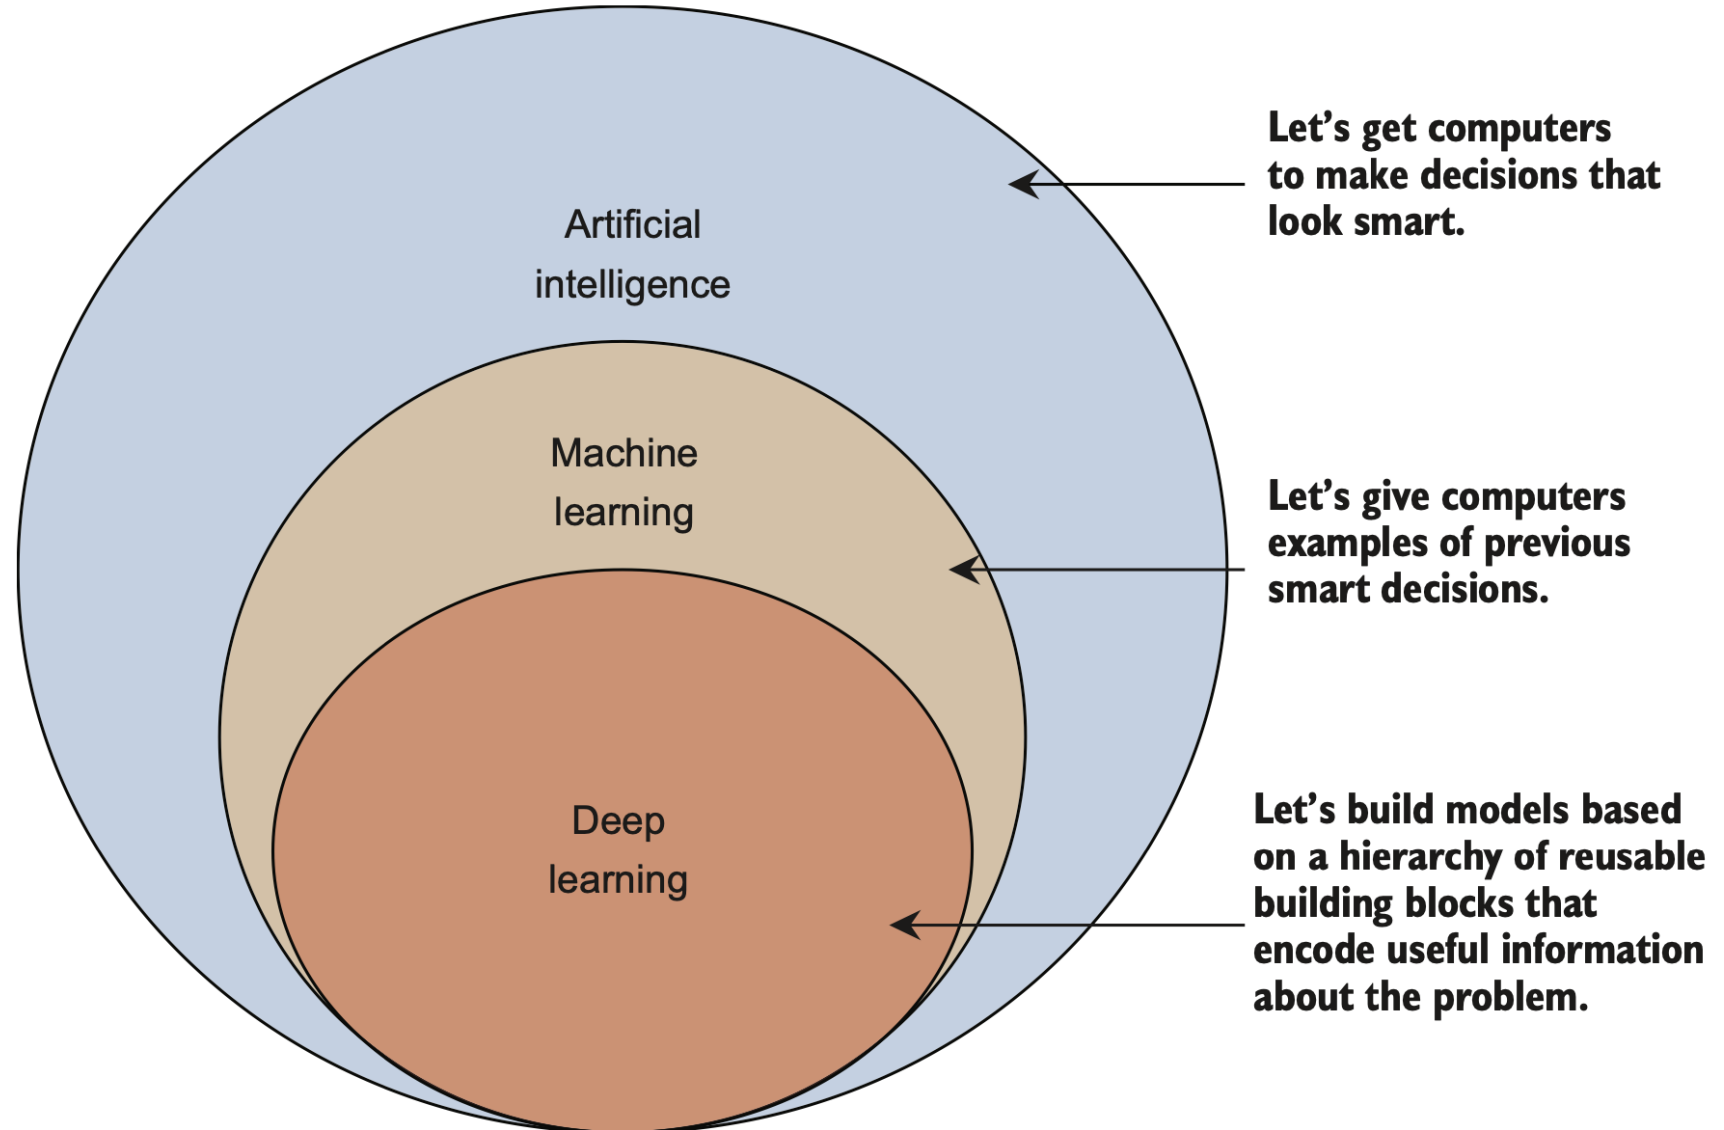 Artificial
intelligence
Let's get computers
to make decisions that
look smart.
Machine
learning
Let's give computers
examples of previous
smart decisions.
Deep
learning
Let's build models based
on a hierarchy of reusable
building blocks that
encode useful information
about the problem.